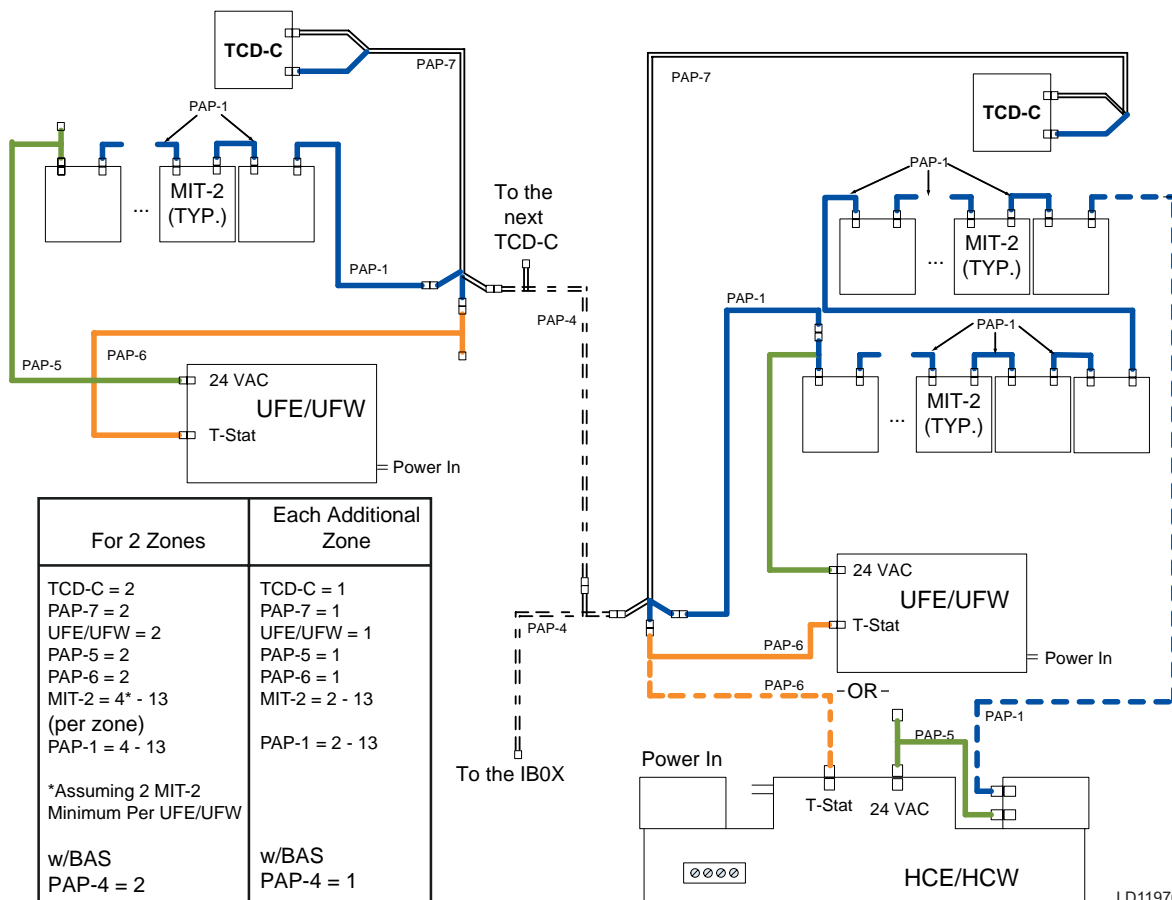 TCD-C
PAP-7
PAP-1
MIT-2
(TYP.)
...
PAP-1
To the
next
TCD-C
PAP-4
PAP-5
PAP-6
24 VAC
UFE/UFW
T-Stat
Power In
PAP-7
TCD-C
PAP-1
MIT-2
(TYP.)
...
PAP-1
PAP-1
MIT-2
(TYP.)
...
24 VAC
UFE/UFW
T-Stat
Power In
PAP-4
PAP-6
PAP-6
-OR-
PAP-5
PAP-1
To the IB0X
Power In
T-Stat
24 VAC
HCE/HCW
For 2 Zones
TCD-C = 2
PAP-7 = 2
UFE/UFW = 2
PAP-5 = 2
PAP-6 = 2
MIT-2 = 4* - 13
(per zone)
PAP-1 = 4 - 13
*Assuming 2 MIT-2
Minimum Per UFE/UFW
w/BAS
PAP-4 = 2
Each Additional
Zone
TCD-C = 1
PAP-7 = 1
UFE/UFW = 1
PAP-5 = 1
PAP-6 = 1
MIT-2 = 2 - 13
PAP-1 = 2 - 13
w/BAS
PAP-4 = 1